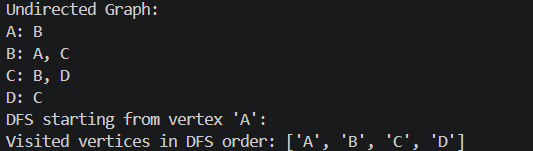 Undirected Graph:
A: B
B: A, C
C: B, D
D: C
DFS starting from vertex 'A':
Visited vertices in DFS order: ['A', 'B', 'C', 'D']